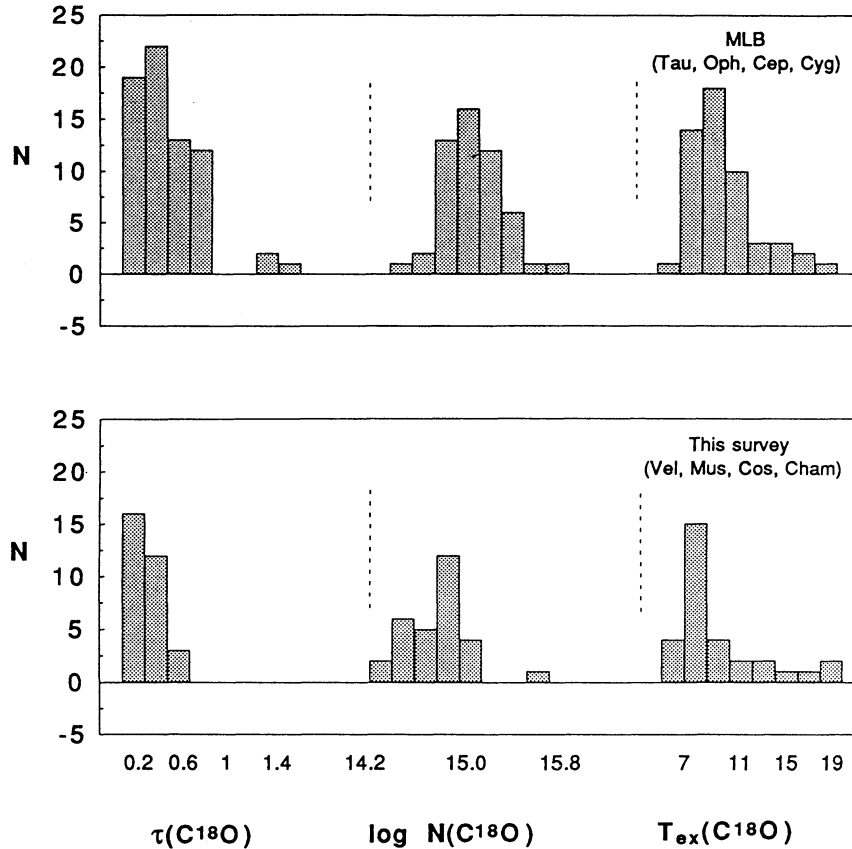 25
20
15
10
5
0
-5
N
MLB
(Tau, Oph, Cep, Cyg)
25
20
15
10
5
0
-5
N
This survey
(Vel, Mus, Cos, Cham)
0.2 0.6 1 1.4 14.2 15.0 15.8 7 11 15 19
τ(C18O) log N(C18O) Tex(C18O)